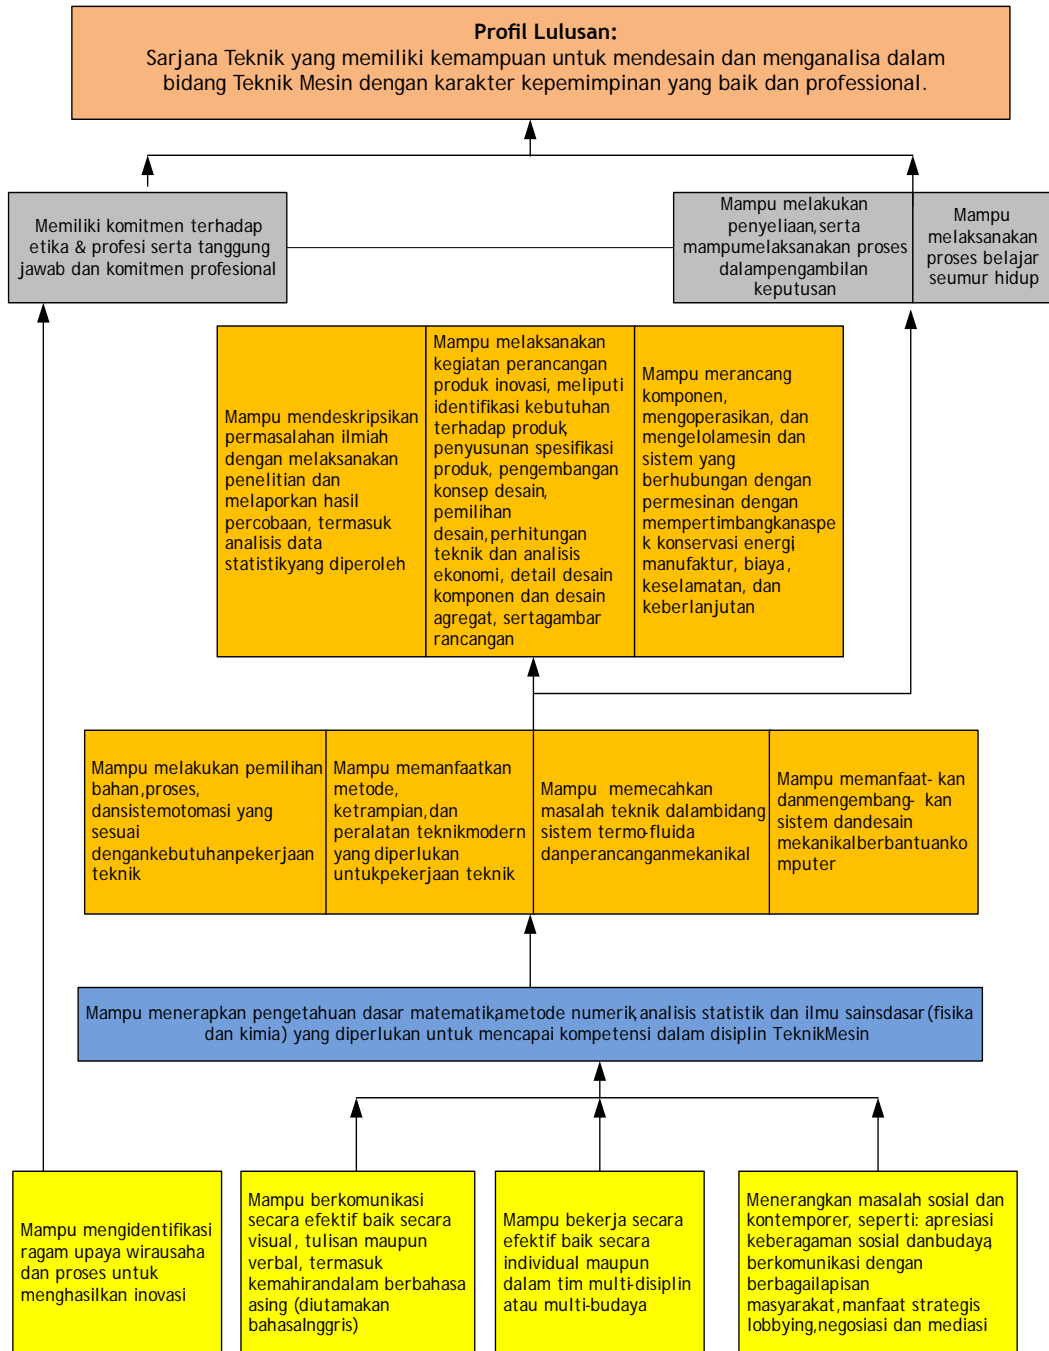 Profil Lulusan:
Sarjana Teknik yang memiliki kemampuan untuk mendesain dan menganalisa dalam
bidang Teknik Mesin dengan karakter kepemimpinan yang baik dan professional.
Memiliki komitmen terhadap
etika & profesi serta tanggung
jawab dan komitmen profesional
Mampu melakukan
penyeliaan,serta
mampumelaksanakan proses
dalampengambilan
keputusan
Mampu
melaksanakan
proses belajar
seumur hidup
Mampu mendeskripsikan
permasalahan ilmiah
dengan melaksanakan
penelitian dan
melaporkan hasil
percobaan, termasuk
analisis data
statistikyang diperoleh
Mampu melaksanakan
kegiatan perancangan
produk inovasi, meliputi
identifikasi kebutuhan
terhadap produk,
penyusunan spesifikasi
produk, pengembangan
konsep desain,
pemilihan
desain,perhitungan
teknik dan analisis
ekonomi, detail desain
komponen dan desain
agregat, sertagambar
rancangan
Mampu merancang
komponen,
mengoperasikan, dan
mengelolamesin dan
sistem yang
berhubungan dengan
permesinan dengan
mempertimbangkanaspe
k konservasi energi,
manufaktur, biaya,
keselamatan, dan
keberlanjutan
Mampu melakukan pemilihan
bahan,proses,
dansistemotomasi yang
sesuai
dengankebutuhanpekerjaan
teknik
Mampu memanfaatkan
metode,
ketrampian,dan
peralatan teknikmodern
yang diperlukan
untukpekerjaan teknik
Mampu memecahkan
masalah teknik dalambidang
sistem termo-fluida
danperancanganmekanikal
Mampu memanfaat- kan
danmengembang- kan
sistem dandesain
mekanikalberbantuanko
mputer
Mampu menerapkan pengetahuan dasar matematika,metode numerik,analisis statistik dan ilmu sainsdasar(fisika
dan kimia) yang diperlukan untuk mencapai kompetensi dalam disiplin TeknikMesin
Mampu mengidentifikasi
ragam upaya wirausaha
dan proses untuk
menghasilkan inovasi
Mampu berkomunikasi
secara efektif baik secara
visual, tulisan maupun
verbal, termasuk
kemahirandalam berbahasa
asing (diutamakan
bahasaInggris)
Mampu bekerja secara
efektif baik secara
individual maupun
dalam tim multi-disiplin
atau multi-budaya
Menerangkan masalah sosial dan
kontemporer, seperti: apresiasi
keberagaman sosial danbudaya,
berkomunikasi dengan
berbagailapisan
masyarakat,manfaat strategis
lobbying,negosiasi dan mediasi